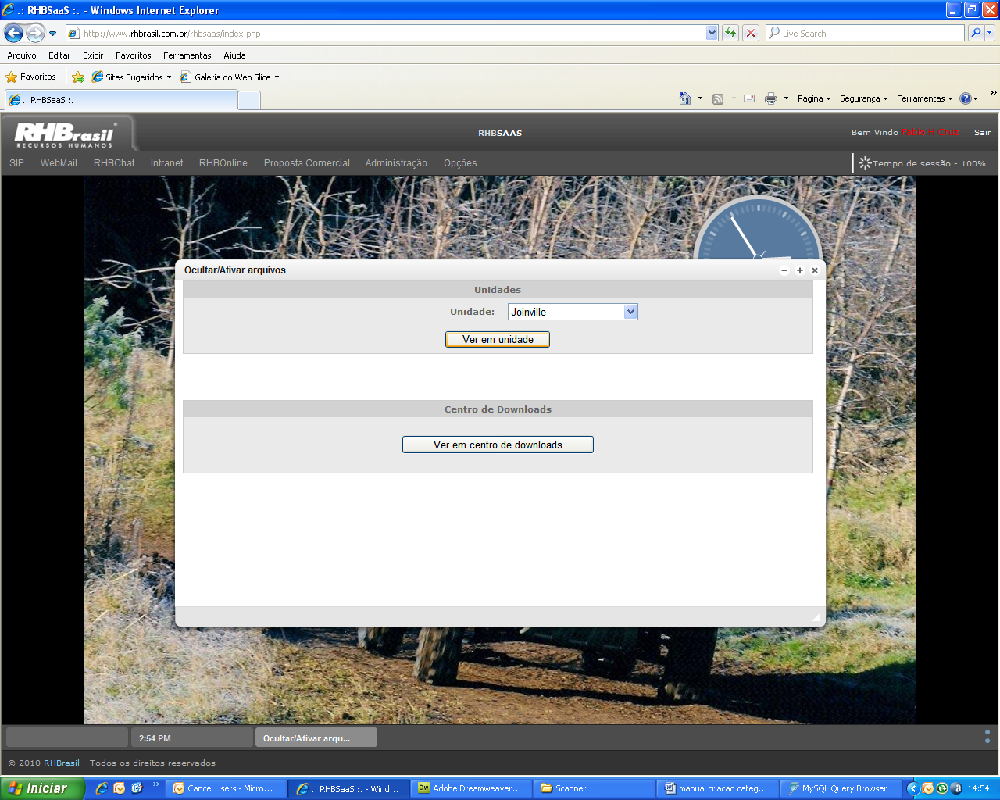 .: RHBSaaS :. - Windows Internet Explorer
http://www.rhbrasil.com.br/rhbsaas/index.php
Live Search
Arquivo Editar Exibir Favoritos Ferramentas Ajuda
Favoritos Sites Sugeridos Galeria do Web Slice
.: RHBSaaS :.
Página Segurança Ferramentas
RHBrasil
RECURSOS HUMANOS
RHBSAAS
Bem Vindo Fabio H Cruz Sair
SIP WebMail RHBChat Intranet RHBOnline Proposta Comercial Administração Opções
Tempo de sessão - 100%
Ocultar/Ativar arquivos
Unidades
Unidade: Joinville
Ver em unidade
Centro de Downloads
Ver em centro de downloads
2:54 PM Ocultar/Ativar arqu...
© 2010 RHBrasil - Todos os direitos reservados
Iniciar Cancel Users - Micro... .: RHBSaaS :. - Wind... Adobe Dreamweaver... Scanner manual criacao categ... MySQL Query Browser 14:54